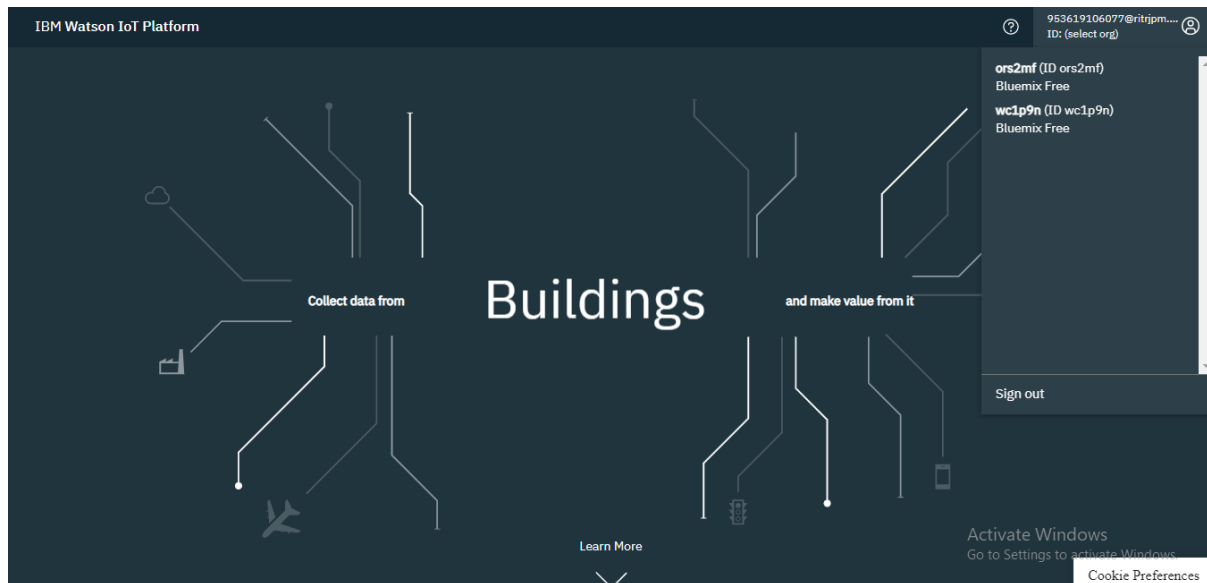 IBM Watson IoT Platform
953619106077@ritrjpm....
ID: (select org)
ors2mf (ID ors2mf)
Bluemix Free
wc1p9n (ID wc1p9n)
Bluemix Free
Collect data from
Buildings
and make value from it
Sign out
Learn More
Activate Windows
Go to Settings to activate Windows.
Cookie Preferences